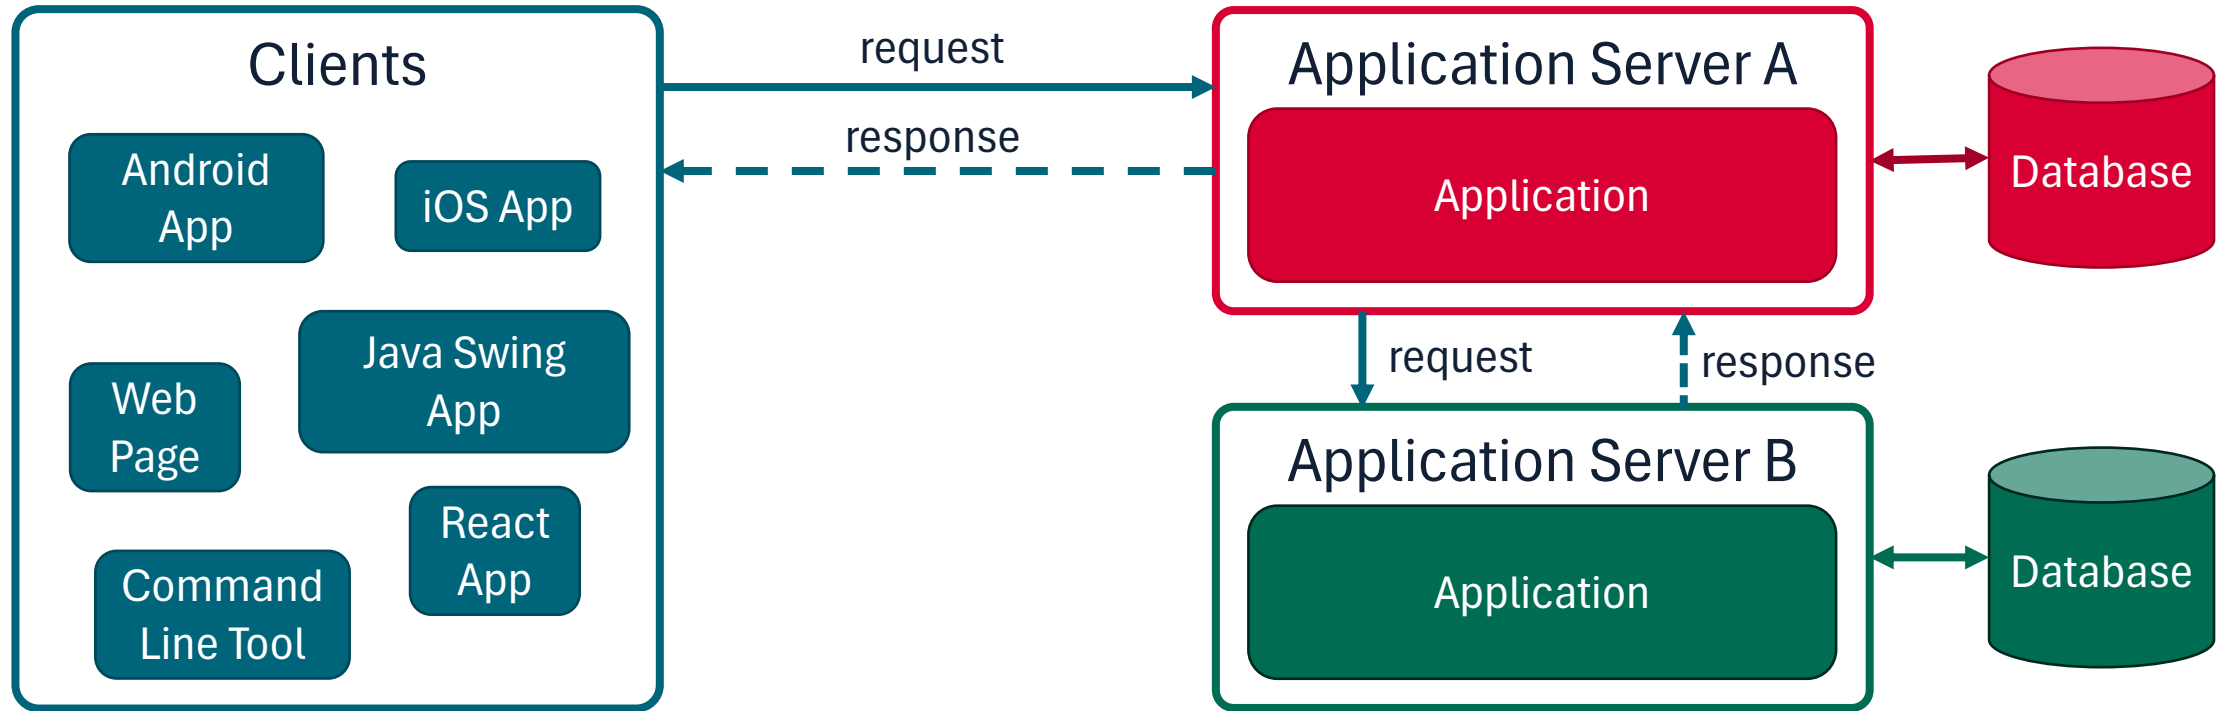 Clients
Android
App
iOS App
Java Swing
App
Web
Page
React
App
Command
Line Tool
request
response
Application Server A
Application
Database
request
response
Application Server B
Application
Database